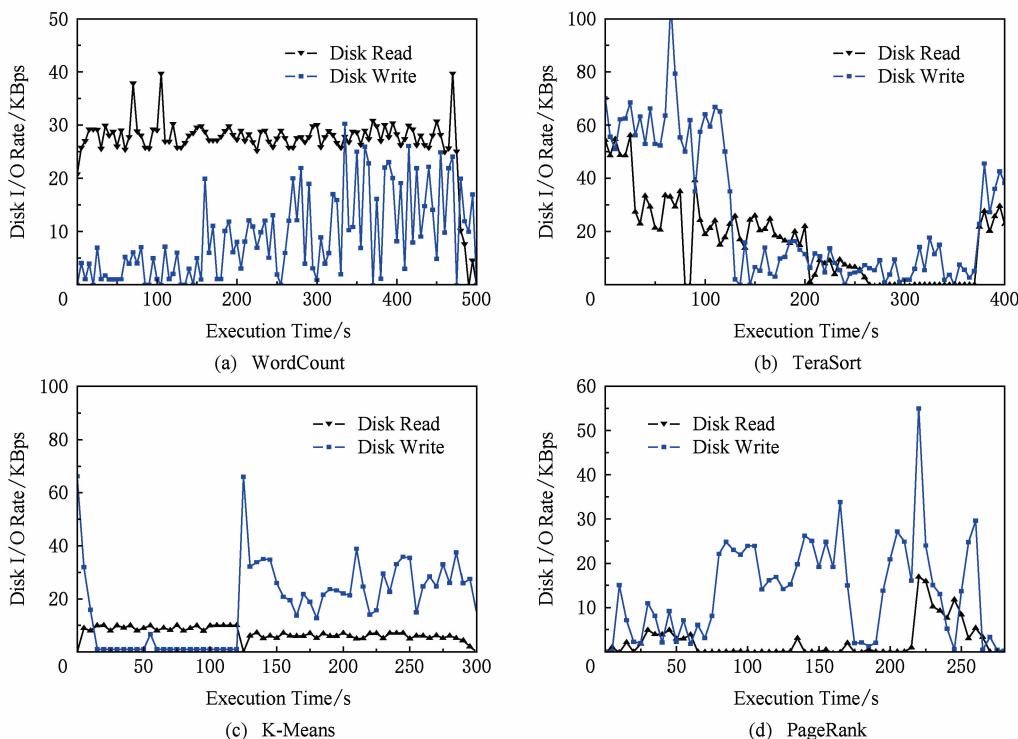 50
40
30
20
10
0
100
200
300
400
500
Disk I/O Rate/KBps
Disk Read
Disk Write
Execution Time/s
(a) WordCount
100
80
60
40
20
0
100
200
300
400
Disk I/O Rate/KBps
Disk Read
Disk Write
Execution Time/s
(b) TeraSort
100
80
60
40
20
0
50
100
150
200
250
300
Disk I/O Rate/KBps
Disk Read
Disk Write
Execution Time/s
(c) K-Means
60
50
40
30
20
10
0
50
100
150
200
250
Disk I/O Rate/KBps
Disk Read
Disk Write
Execution Time/s
(d) PageRank